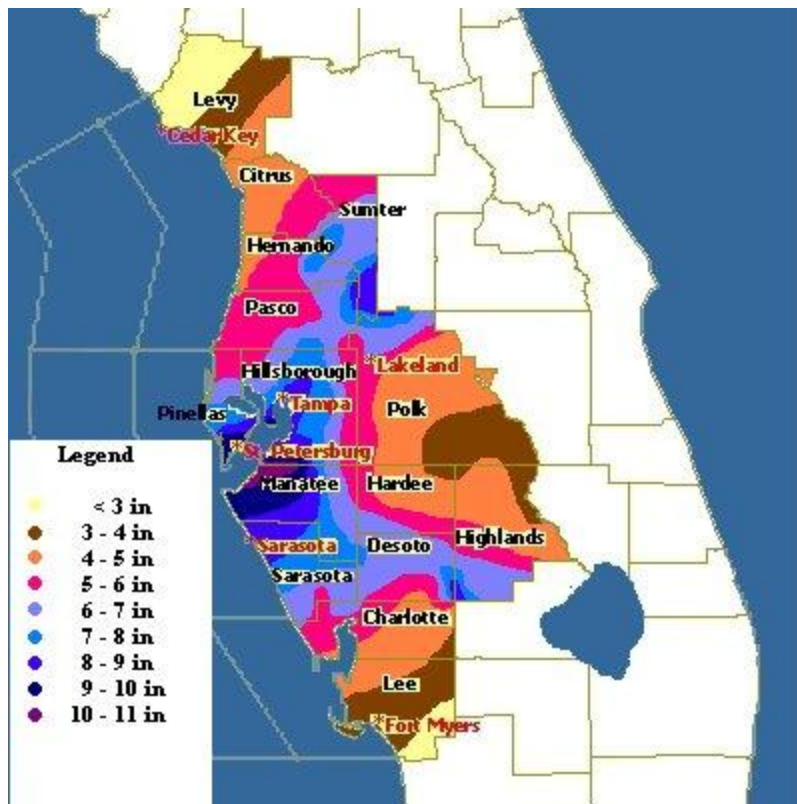 Levy
*Cedar Key
Citrus
Sumter
Hernando
Pasco
Hillsborough
*Lakeland
*Tampa
Polk
Pinellas
*St. Petersburg
Legend
Manatee
Hardee
< 3 in
3 - 4 in
Highlands
*Sarasota
Desoto
4 - 5 in
Sarasota
5 - 6 in
6 - 7 in
Charlotte
7 - 8 in
8 - 9 in
Lee
9 - 10 in
10 - 11 in
*Fort Myers